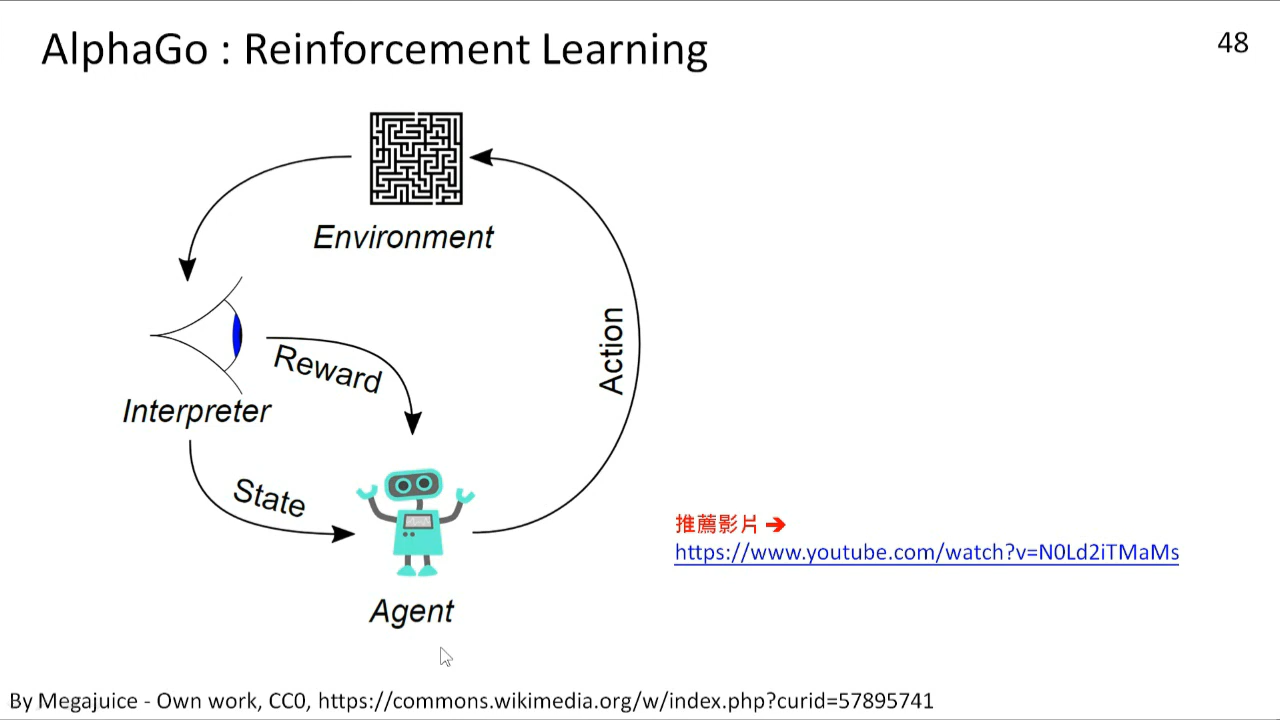 AlphaGo : Reinforcement Learning
48
Environment
Reward
Action
Interpreter
State
推薦影片 ➔
https://www.youtube.com/watch?v=N0Ld2iTMaMs
Agent
By Megajuice - Own work, CC0, https://commons.wikimedia.org/w/index.php?curid=57895741